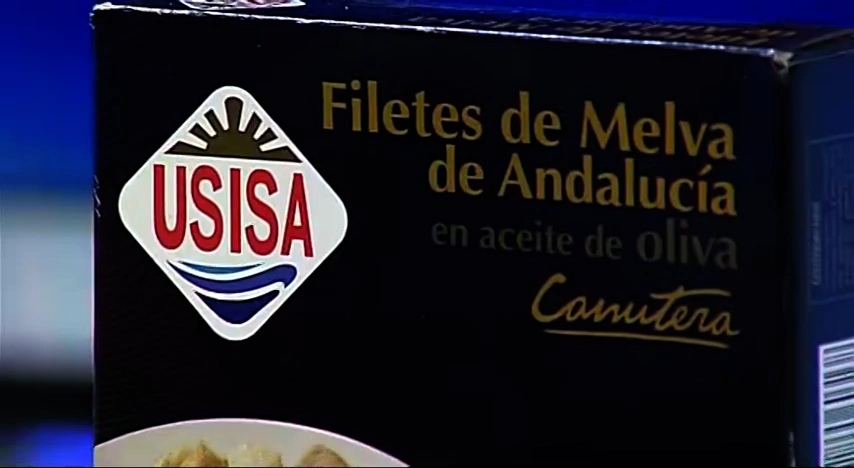 USISA
Filetes de Melva
de Andalucía
en aceite de oliva
Canutera